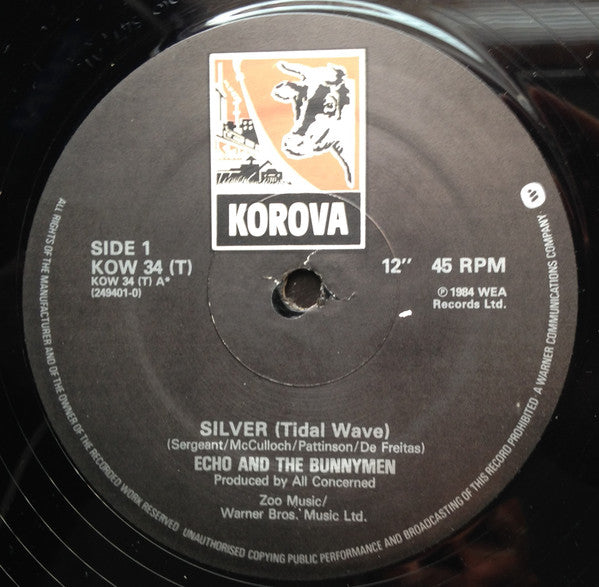 KOROVA
SIDE 1
KOW 34 (T)
KOW 34 (T) A*
(249401-0)
12" 45 RPM
℗ 1984 WEA
Records Ltd.
SILVER (Tidal Wave)
(Sergeant/McCulloch/Pattinson/De Freitas)
ECHO AND THE BUNNYMEN
Produced by All Concerned
Zoo Music/
Warner Bros. Music Ltd.
ALL RIGHTS OF THE MANUFACTURER AND OF THE OWNER OF THE RECORDED WORK RESERVED UNAUTHORISED COPYING PUBLIC PERFORMANCE AND BROADCASTING OF THIS RECORD PROHIBITED A WARNER COMMUNICATIONS COMPANY